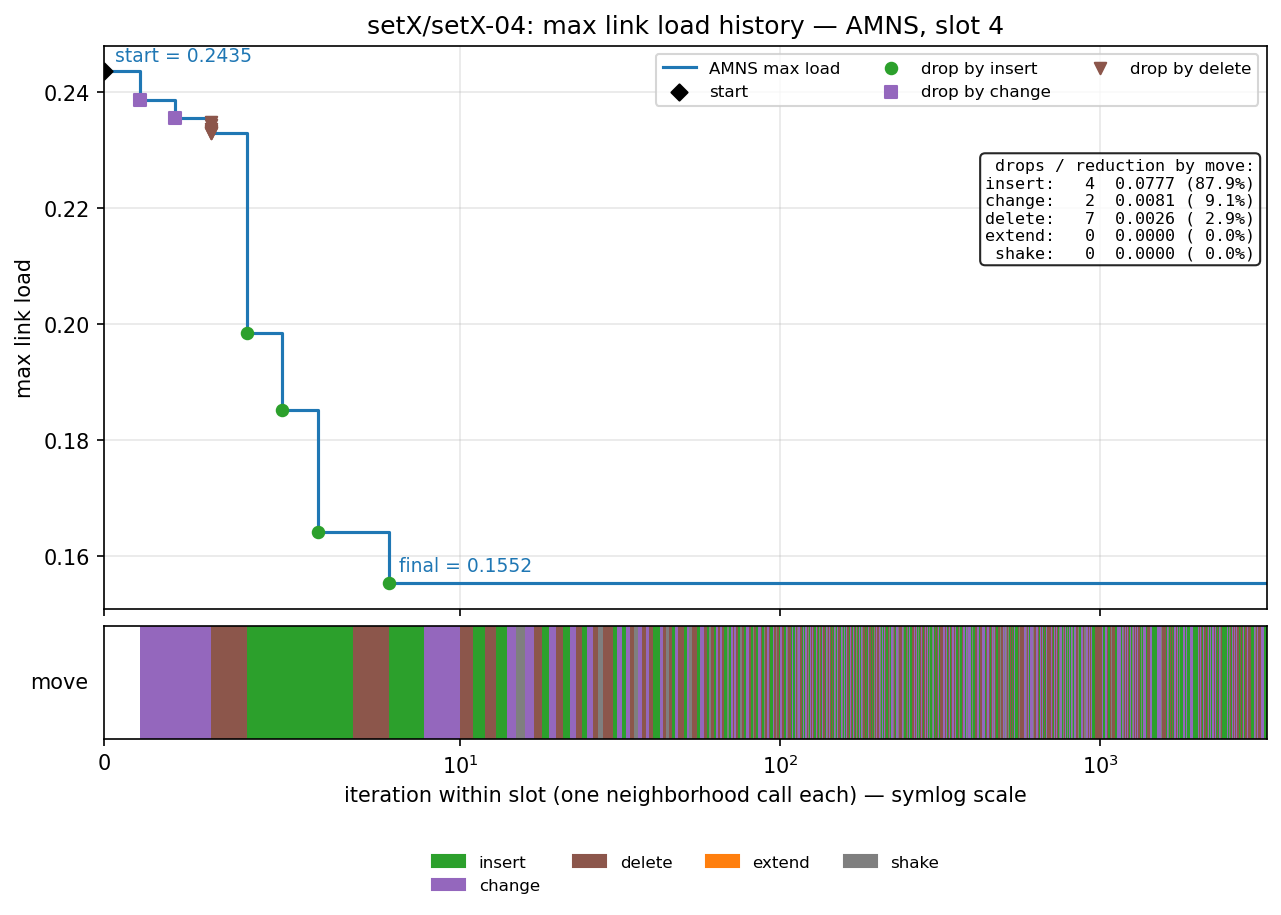 setX/setX-04: max link load history — AMNS, slot 4
start = 0.2435
AMNS max load
start
drop by insert
drop by change
drop by delete
drops / reduction by move:
insert: 4 0.0777 (87.9%)
change: 2 0.0081 ( 9.1%)
delete: 7 0.0026 ( 2.9%)
extend: 0 0.0000 ( 0.0%)
shake: 0 0.0000 ( 0.0%)
0.24
0.22
0.20
0.18
0.16
max link load
final = 0.1552
move
0
10¹
10²
10³
iteration within slot (one neighborhood call each) — symlog scale
insert
change
delete
extend
shake